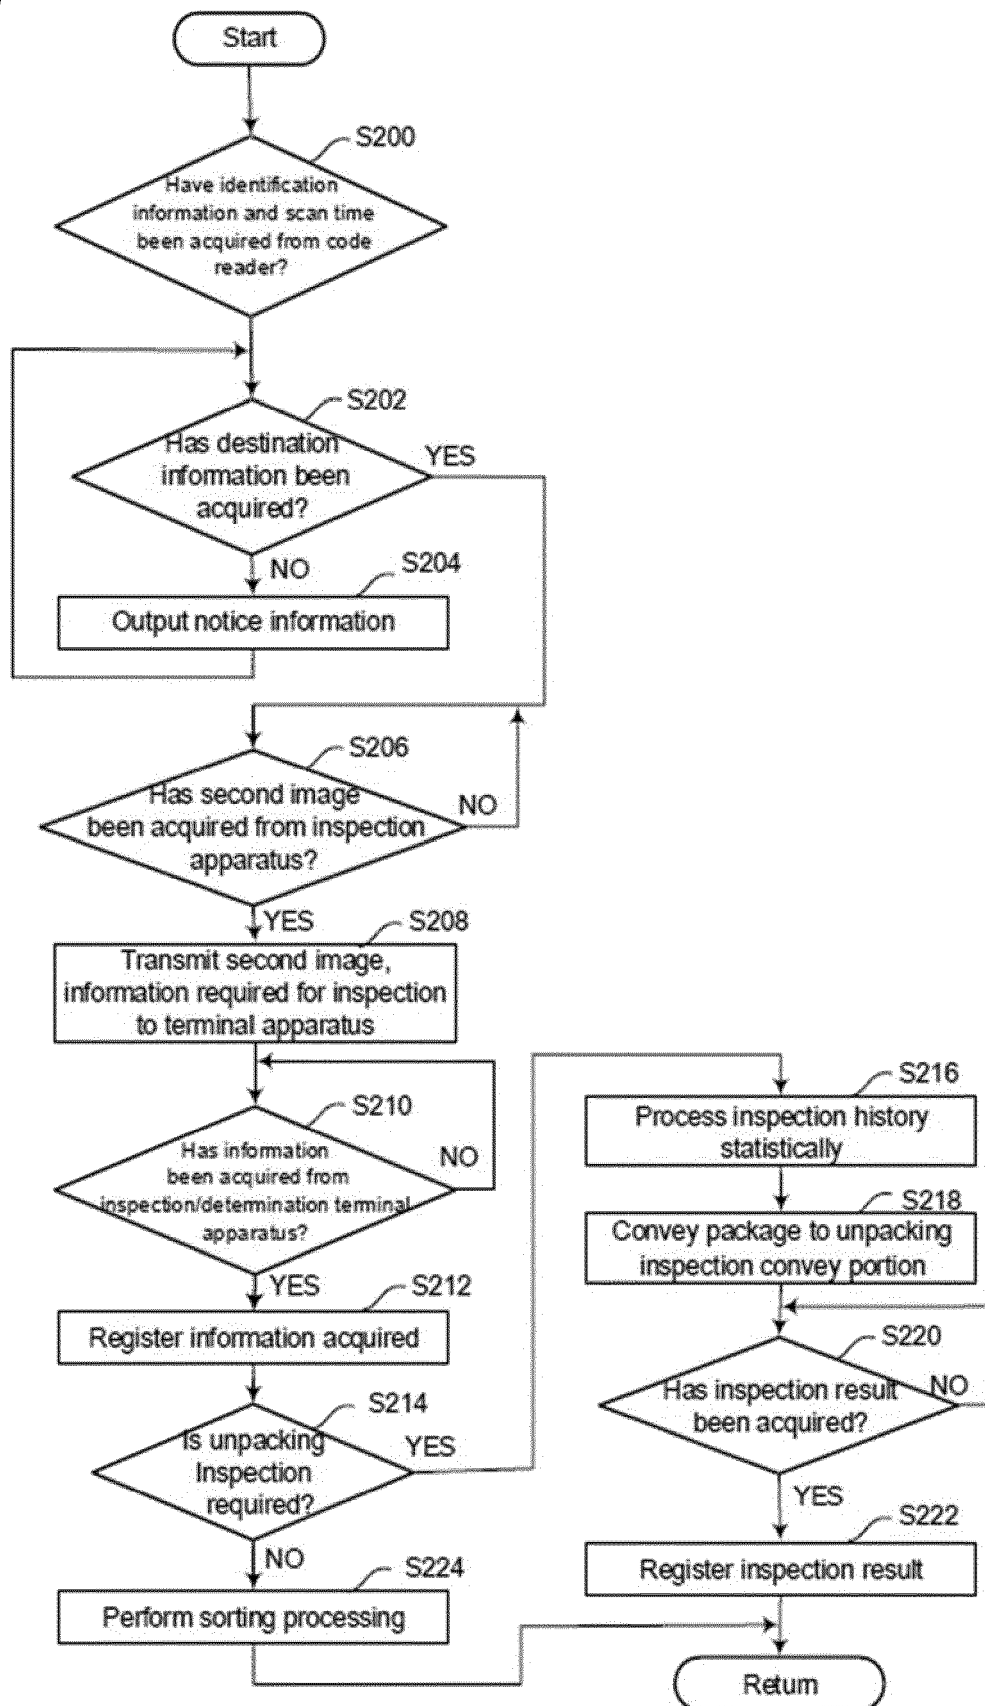 Start
S200
Have identification
information and scan time
been acquired from code
reader?
S202
Has destination
information been
acquired?
YES
NO
S204
Output notice information
S206
Has second image
been acquired from inspection
apparatus?
NO
YES
S208
Transmit second image,
information required for inspection
to terminal apparatus
S210
Has information
been acquired from
inspection/determination terminal
apparatus?
NO
YES
S212
Register information acquired
S214
Is unpacking
Inspection
required?
YES
NO
S224
Perform sorting processing
S216
Process inspection history
statistically
S218
Convey package to unpacking
inspection convey portion
S220
Has inspection result
been acquired?
NO
YES
S222
Register inspection result
Return